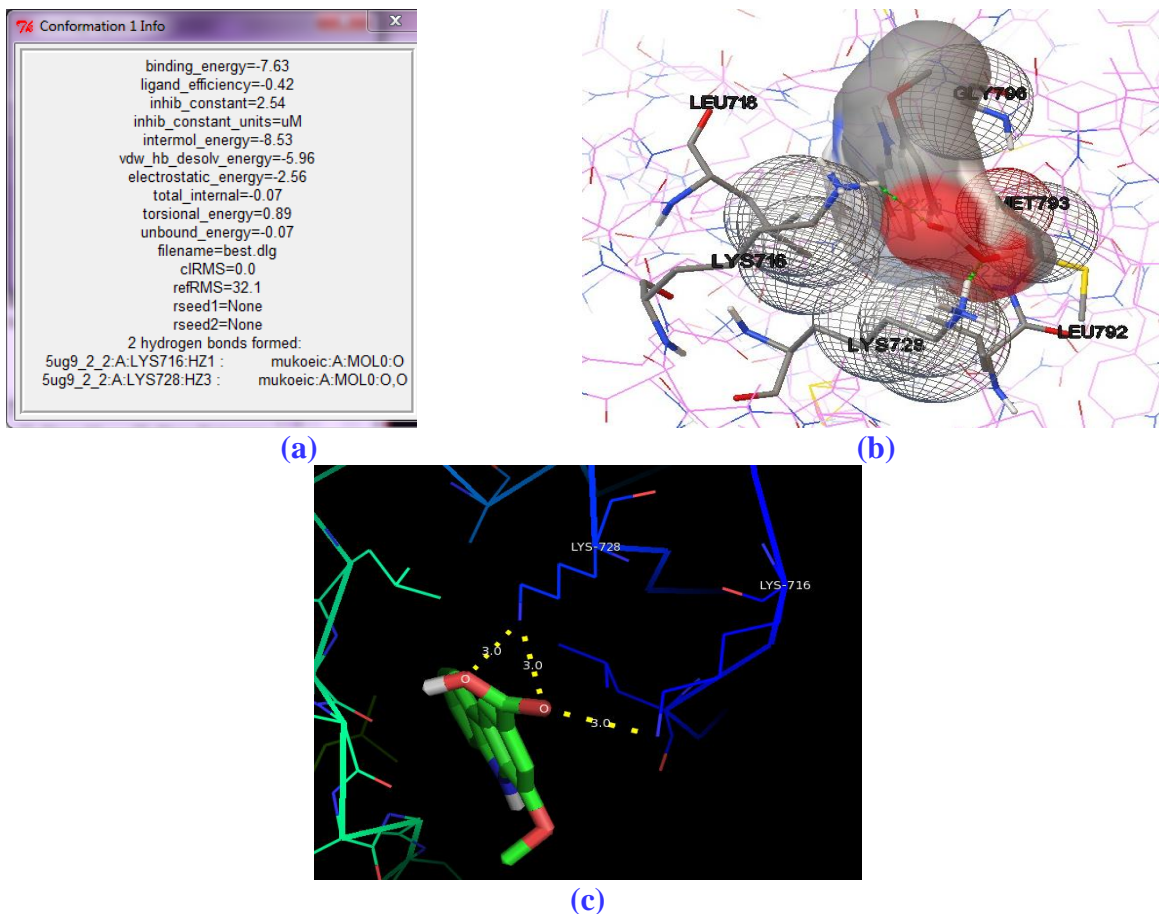 Conformation 1 Info
x
binding_energy=-7.63
ligand_efficiency=-0.42
inhib_constant=2.54
inhib_constant_units=uM
intermol_energy=-8.53
vdw_hb_desolv_energy=-5.96
electrostatic_energy=-2.56
total_internal=-0.07
torsional_energy=0.89
unbound_energy=-0.07
filename=best.dlg
clRMS=0.0
refRMS=32.1
rseed1=None
rseed2=None
2 hydrogen bonds formed:
5ug9_2_2:A:LYS716:HZ1 : mukoeic:A:MOL0:O
5ug9_2_2:A:LYS728:HZ3 : mukoeic:A:MOL0:O,O
(a)
LEU718
GLY796
MET793
LYS716
LYS728
LEU792
(b)
LYS-728
LYS-716
3.0
3.0
O
O
3.0
(c)